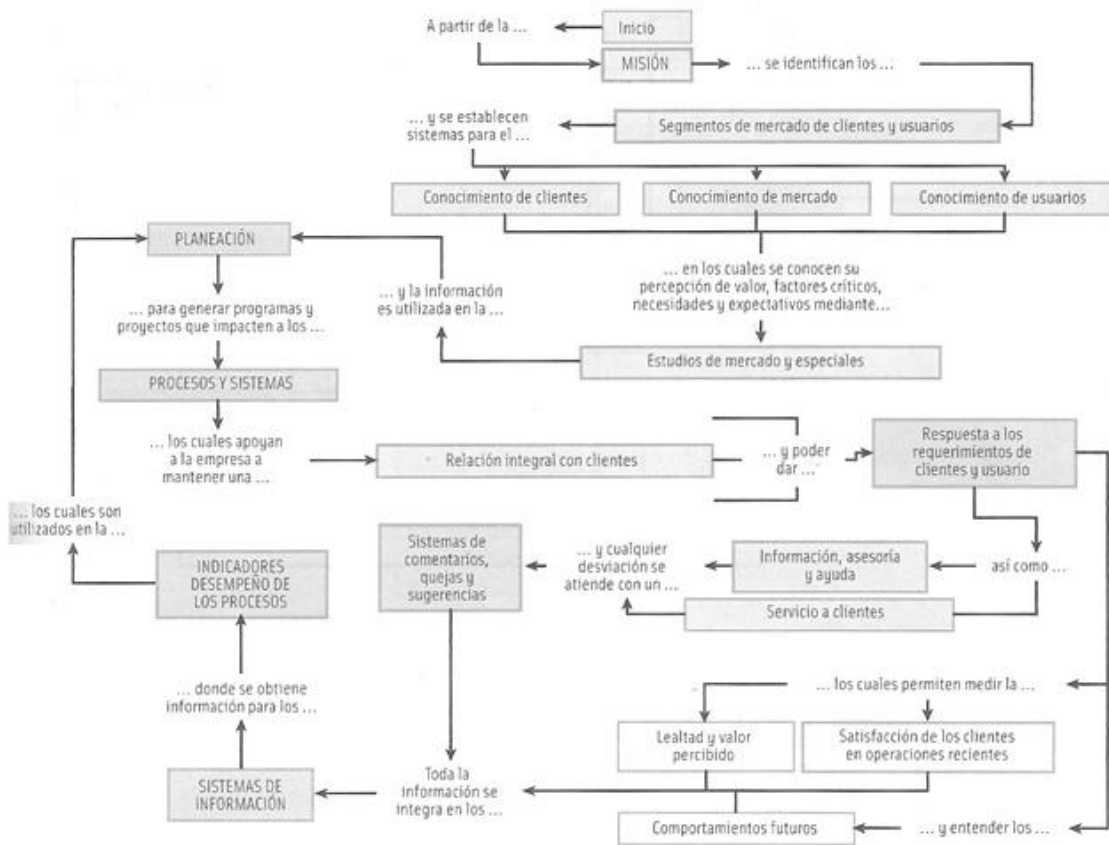 A partir de la ...
Inicio
MISIÓN
... se identifican los ...
... y se establecen
sistemas para el ...
Segmentos de mercado de clientes y usuarios
Conocimiento de clientes
Conocimiento de mercado
Conocimiento de usuarios
PLANEACIÓN
... en los cuales se conocen su
percepción de valor, factores críticos,
necesidades y expectativos mediante...
... y la información
es utilizada en la ...
... para generar programas y
proyectos que impacten a los ...
Estudios de mercado y especiales
PROCESOS Y SISTEMAS
... los cuales apoyan
a la empresa a
mantener una ...
Relación integral con clientes
... y poder
dar ...
Respuesta a los
requerimientos de
clientes y usuario
... los cuales son
utilizados en la ...
INDICADORES
DESEMPEÑO DE
LOS PROCESOS
Sistemas de
comentarios,
quejas y
sugerencias
... y cualquier
desviación se
atiende con un ...
Información, asesoría
y ayuda
así como ...
Servicio a clientes
... donde se obtiene
información para los ...
... los cuales permiten medir la ...
Lealtad y valor
percibido
Satisfacción de los clientes
en operaciones recientes
SISTEMAS DE
INFORMACIÓN
Toda la
información se
integra en los ...
Comportamientos futuros
... y entender los ...